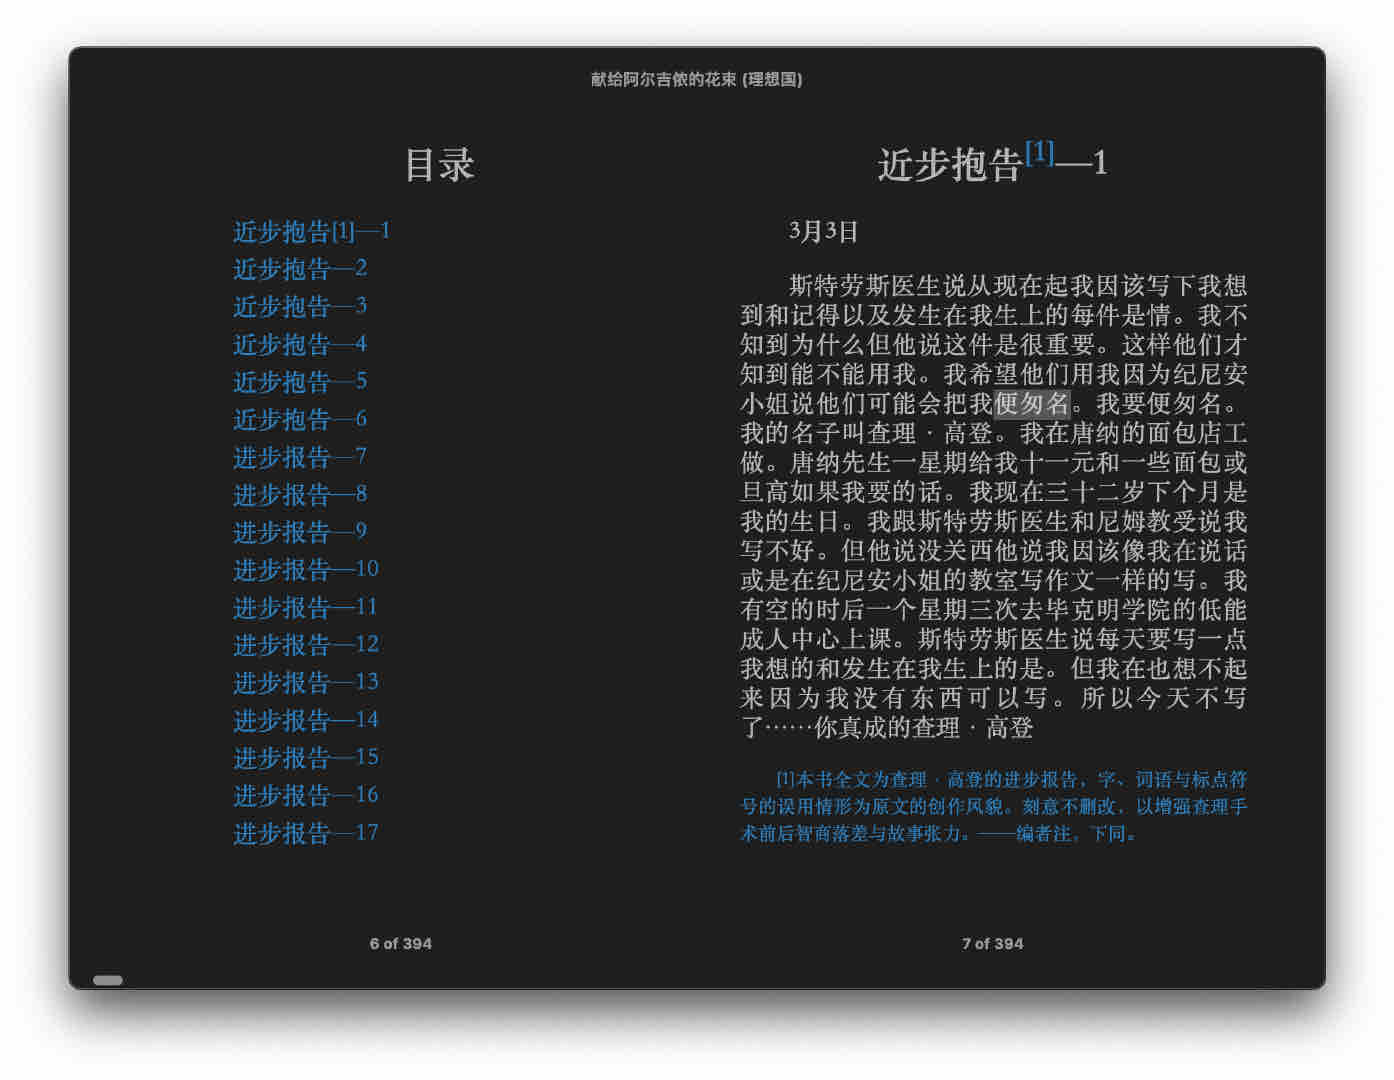 献给阿尔吉侬的花束 (理想国)
目录
近步抱告[1]—1
近步抱告—2
近步抱告—3
近步抱告—4
近步抱告—5
近步抱告—6
进步报告—7
进步报告—8
进步报告—9
进步报告—10
进步报告—11
进步报告—12
进步报告—13
进步报告—14
进步报告—15
进步报告—16
进步报告—17
6 of 394
近步抱告[1]—1
3月3日
斯特劳斯医生说从现在起我因该写下我想
到和记得以及发生在我生上的每件是情。我不
知到为什么但他说这件是很重要。这样他们才
知到能不能用我。我希望他们用我因为纪尼安
小姐说他们可能会把我便匆名。我要便匆名。
我的名子叫查理·高登。我在唐纳的面包店工
做。唐纳先生一星期给我十一元和一些面包或
旦高如果我要的话。我现在三十二岁下个月是
我的生日。我跟斯特劳斯医生和尼姆教受说我
写不好。但他说没关西他说我因该像我在说话
或是在纪尼安小姐的教室写作文一样的写。我
有空的时后一个星期三次去毕克明学院的低能
成人中心上课。斯特劳斯医生说每天要写一点
我想的和发生在我生上的是。但我在也想不起
来因为我没有东西可以写。所以今天不写
了……你真成的查理·高登
[1]本书全文为查理·高登的进步报告，字、词语与标点符
号的误用情形为原文的创作风貌。刻意不删改，以增强查理手
术前后智商落差与故事张力。——编者注，下同。
7 of 394